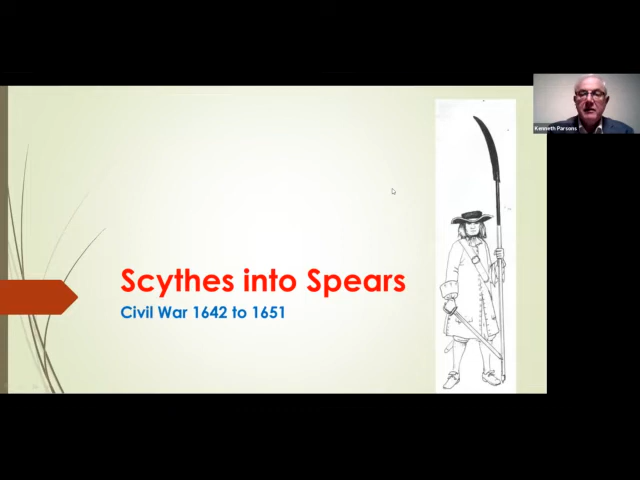 Kenneth Parsons
Scythes into Spears
Civil War 1642 to 1651